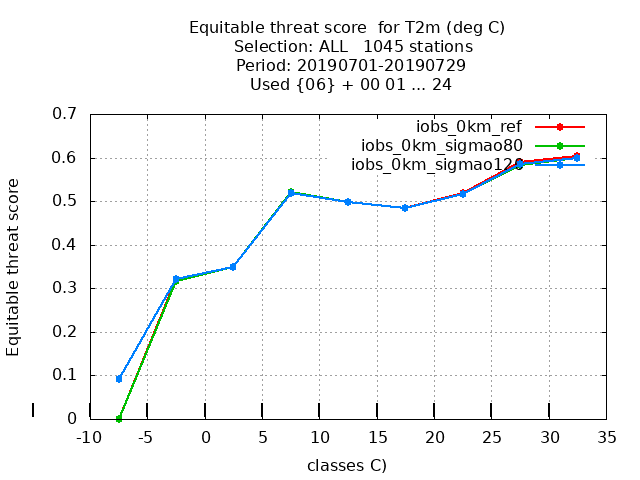 Equitable threat score for T2m (deg C)
Selection: ALL 1045 stations
Period: 20190701-20190729
Used {06} + 00 01 ... 24
iobs_0km_ref
iobs_0km_sigmao80
iobs_0km_sigmao120
Equitable threat score
0.7
0.6
0.5
0.4
0.3
0.2
0.1
0
-10 -5 0 5 10 15 20 25 30 35
classes C)